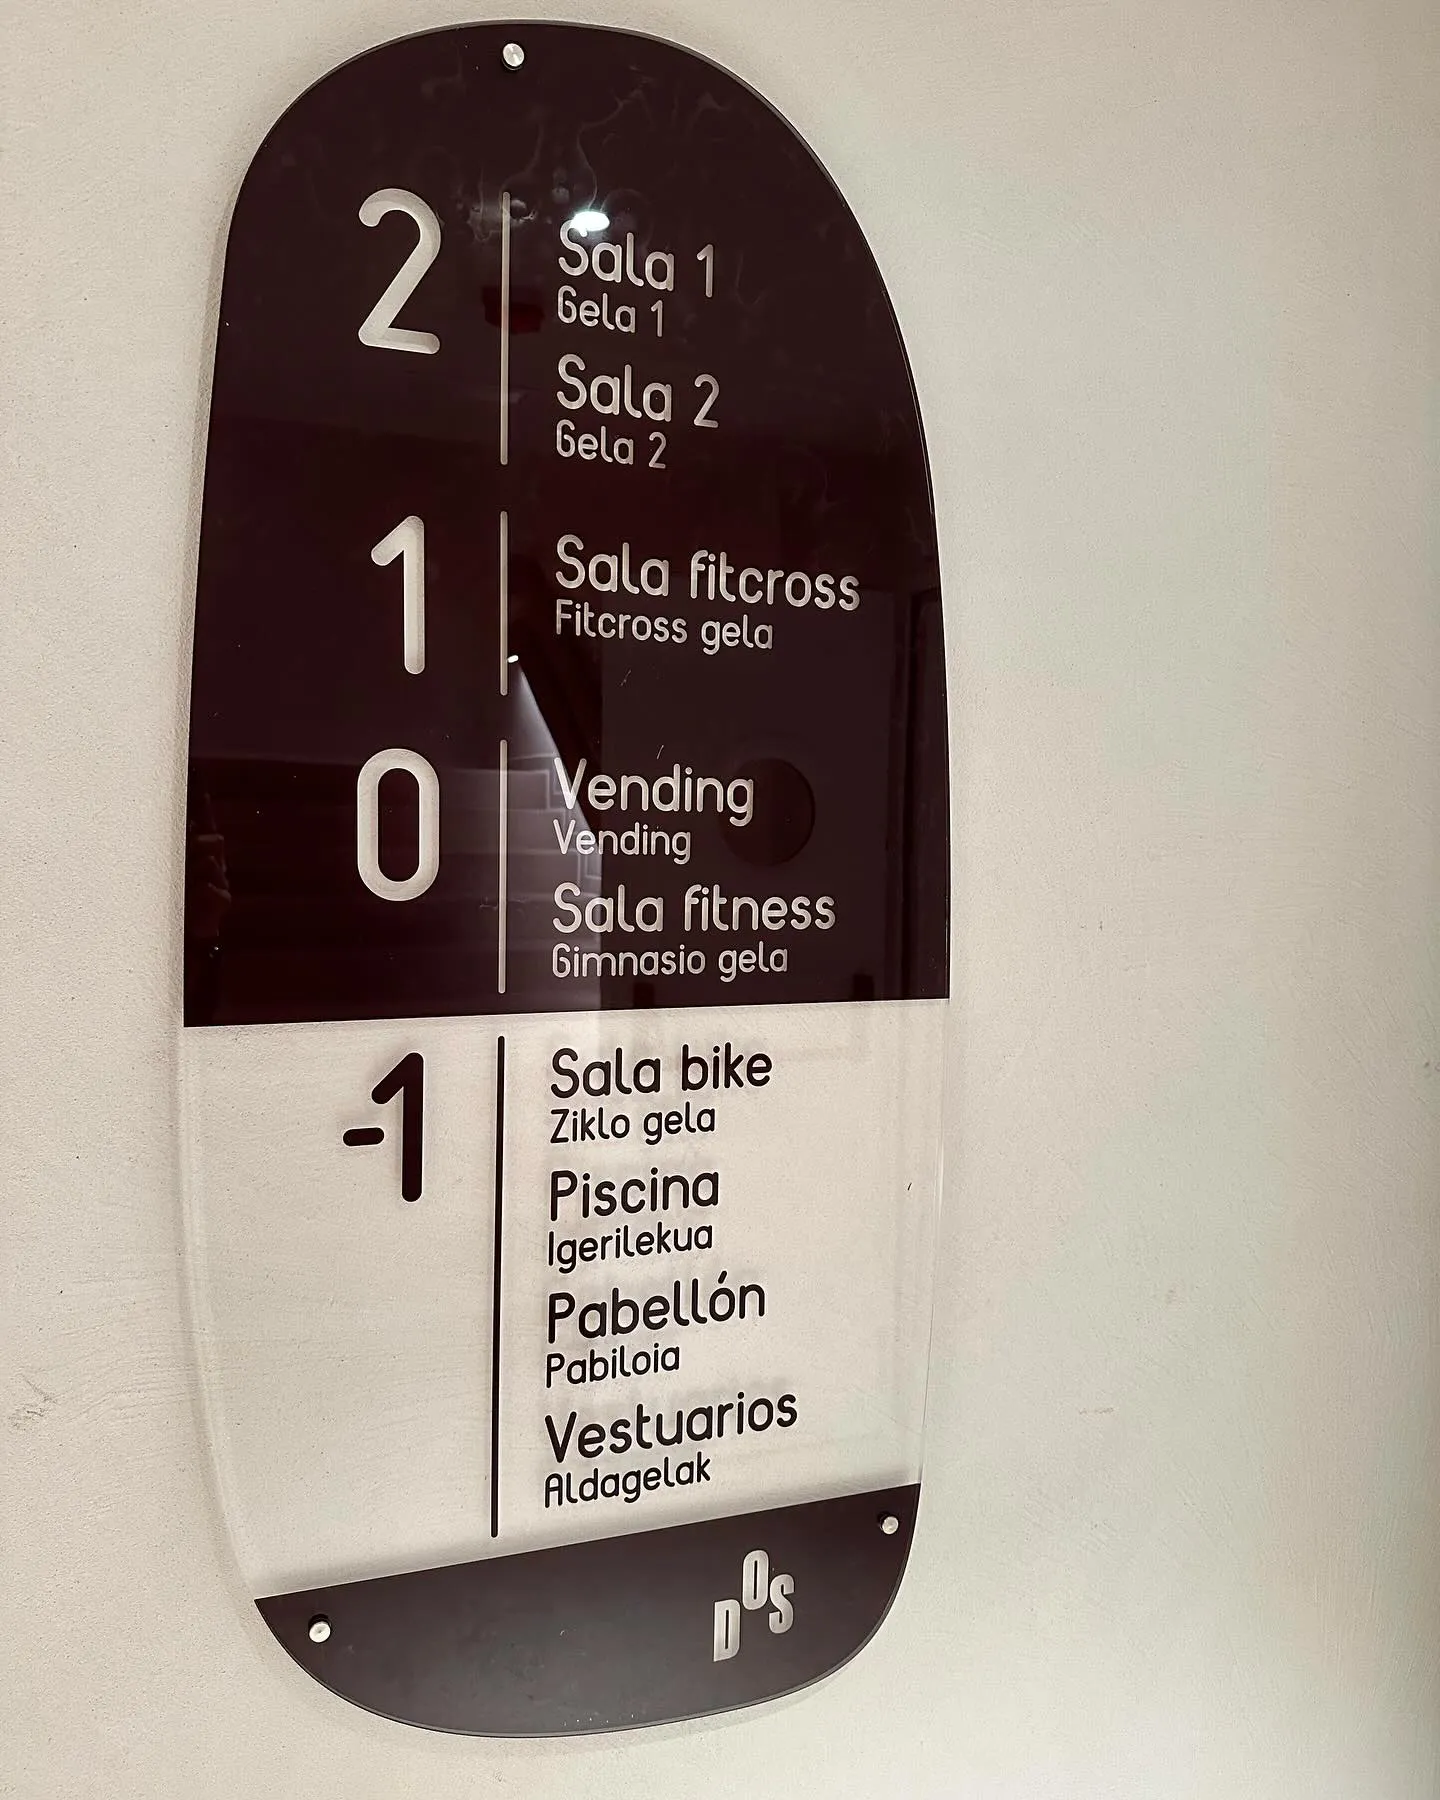 2
Sala 1
Gela 1
Sala 2
Gela 2
1
Sala fitcross
Fitcross gela
0
Vending
Vending
Sala fitness
Gimnasio gela
-1
Sala bike
Ziklo gela
Piscina
Igerilekua
Pabellón
Pabiloia
Vestuarios
Aldagelak
DOS